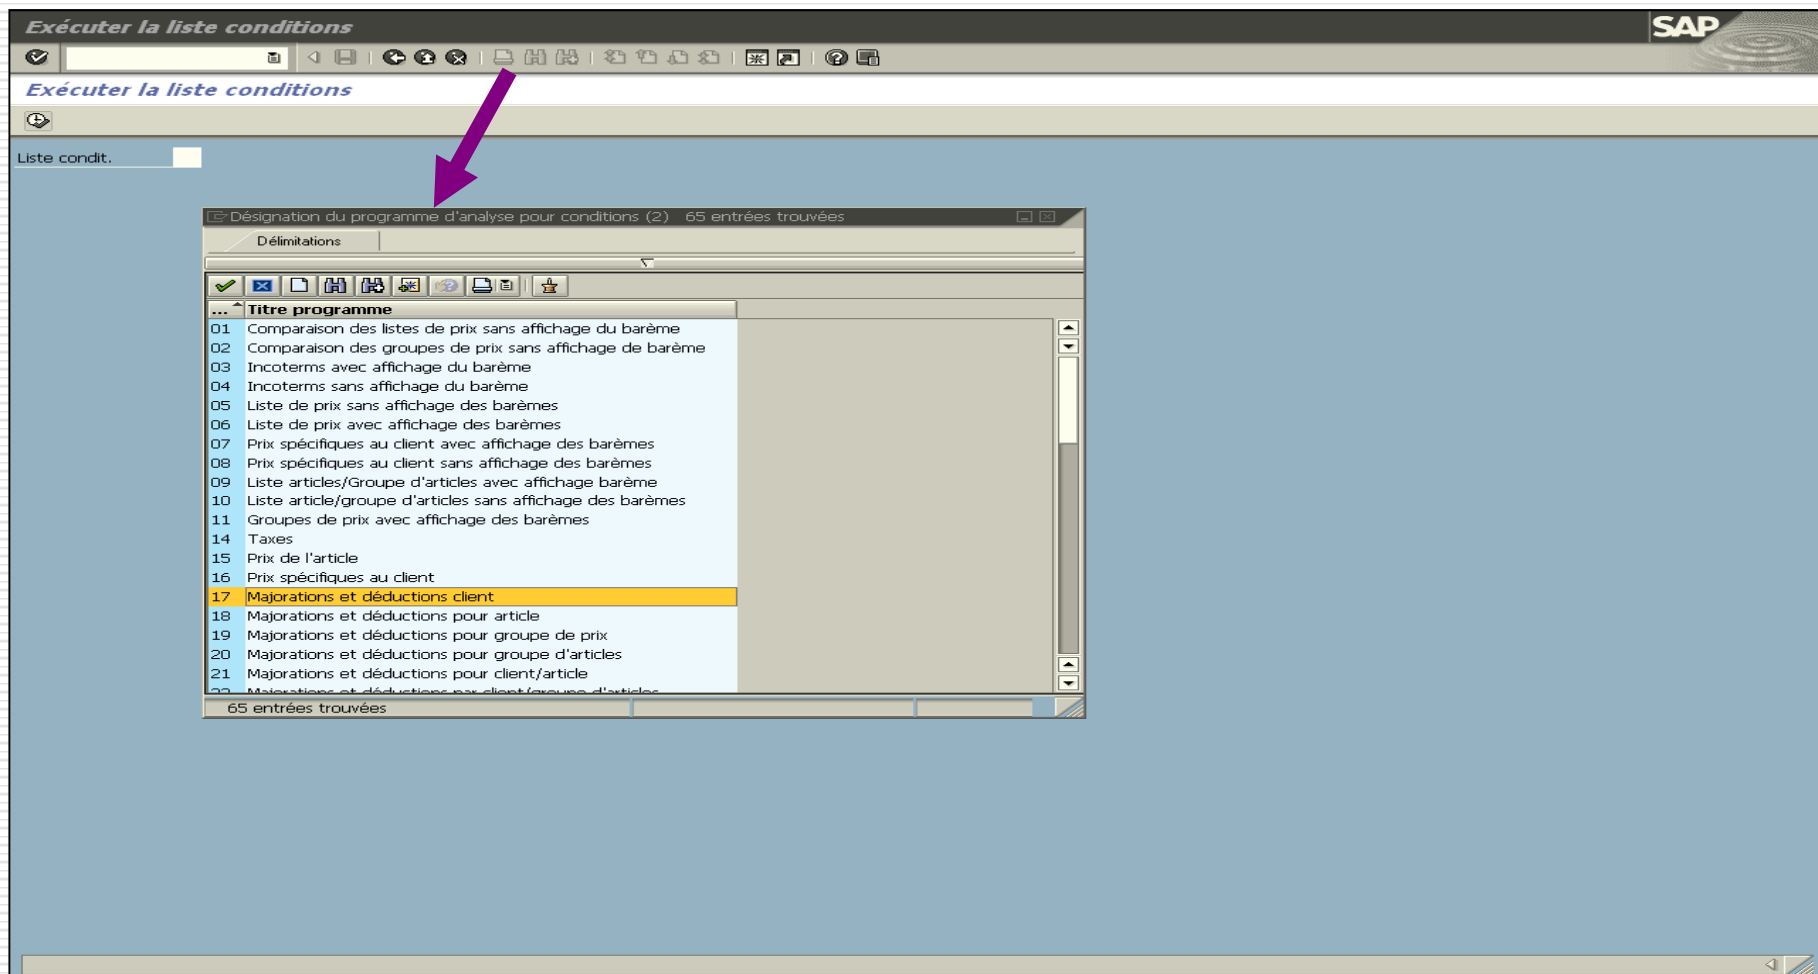 Exécuter la liste conditions
SAP
Exécuter la liste conditions
Liste condit.
Désignation du programme d'analyse pour conditions (2) 65 entrées trouvées
Délimitations
... Titre programme
01 Comparaison des listes de prix sans affichage du barème
02 Comparaison des groupes de prix sans affichage de barème
03 Incoterms avec affichage du barème
04 Incoterms sans affichage du barème
05 Liste de prix sans affichage des barèmes
06 Liste de prix avec affichage des barèmes
07 Prix spécifiques au client avec affichage des barèmes
08 Prix spécifiques au client sans affichage des barèmes
09 Liste articles/Groupe d'articles avec affichage barème
10 Liste article/groupe d'articles sans affichage des barèmes
11 Groupes de prix avec affichage des barèmes
14 Taxes
15 Prix de l'article
16 Prix spécifiques au client
17 Majorations et déductions client
18 Majorations et déductions pour article
19 Majorations et déductions pour groupe de prix
20 Majorations et déductions pour groupe d'articles
21 Majorations et déductions pour client/article
22 Majorations et déductions par client/groupe d'articles
65 entrées trouvées